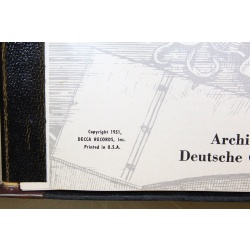 Copyright 1951,
DECCA RECORDS, Inc.
Printed in U.S.A.
Archi
Deutsche G